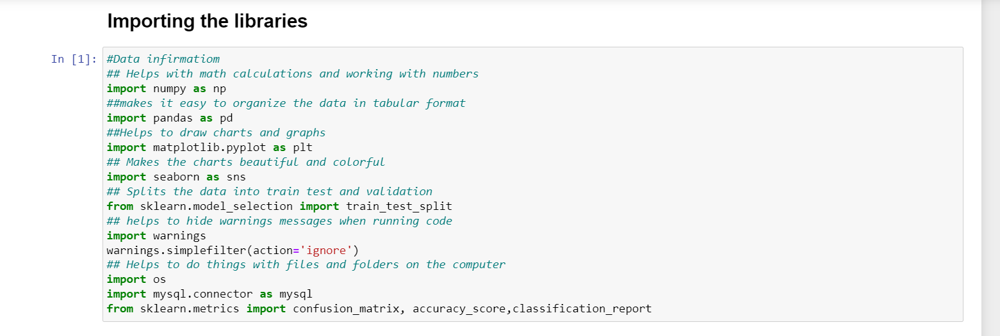 Importing the libraries
In [1]: #Data infirmatiom
## Helps with math calculations and working with numbers
import numpy as np
##makes it easy to organize the data in tabular format
import pandas as pd
##Helps to draw charts and graphs
import matplotlib.pyplot as plt
## Makes the charts beautiful and colorful
import seaborn as sns
## Splits the data into train test and validation
from sklearn.model_selection import train_test_split
## helps to hide warnings messages when running code
import warnings
warnings.simplefilter(action='ignore')
## Helps to do things with files and folders on the computer
import os
import mysql.connector as mysql
from sklearn.metrics import confusion_matrix, accuracy_score,classification_report